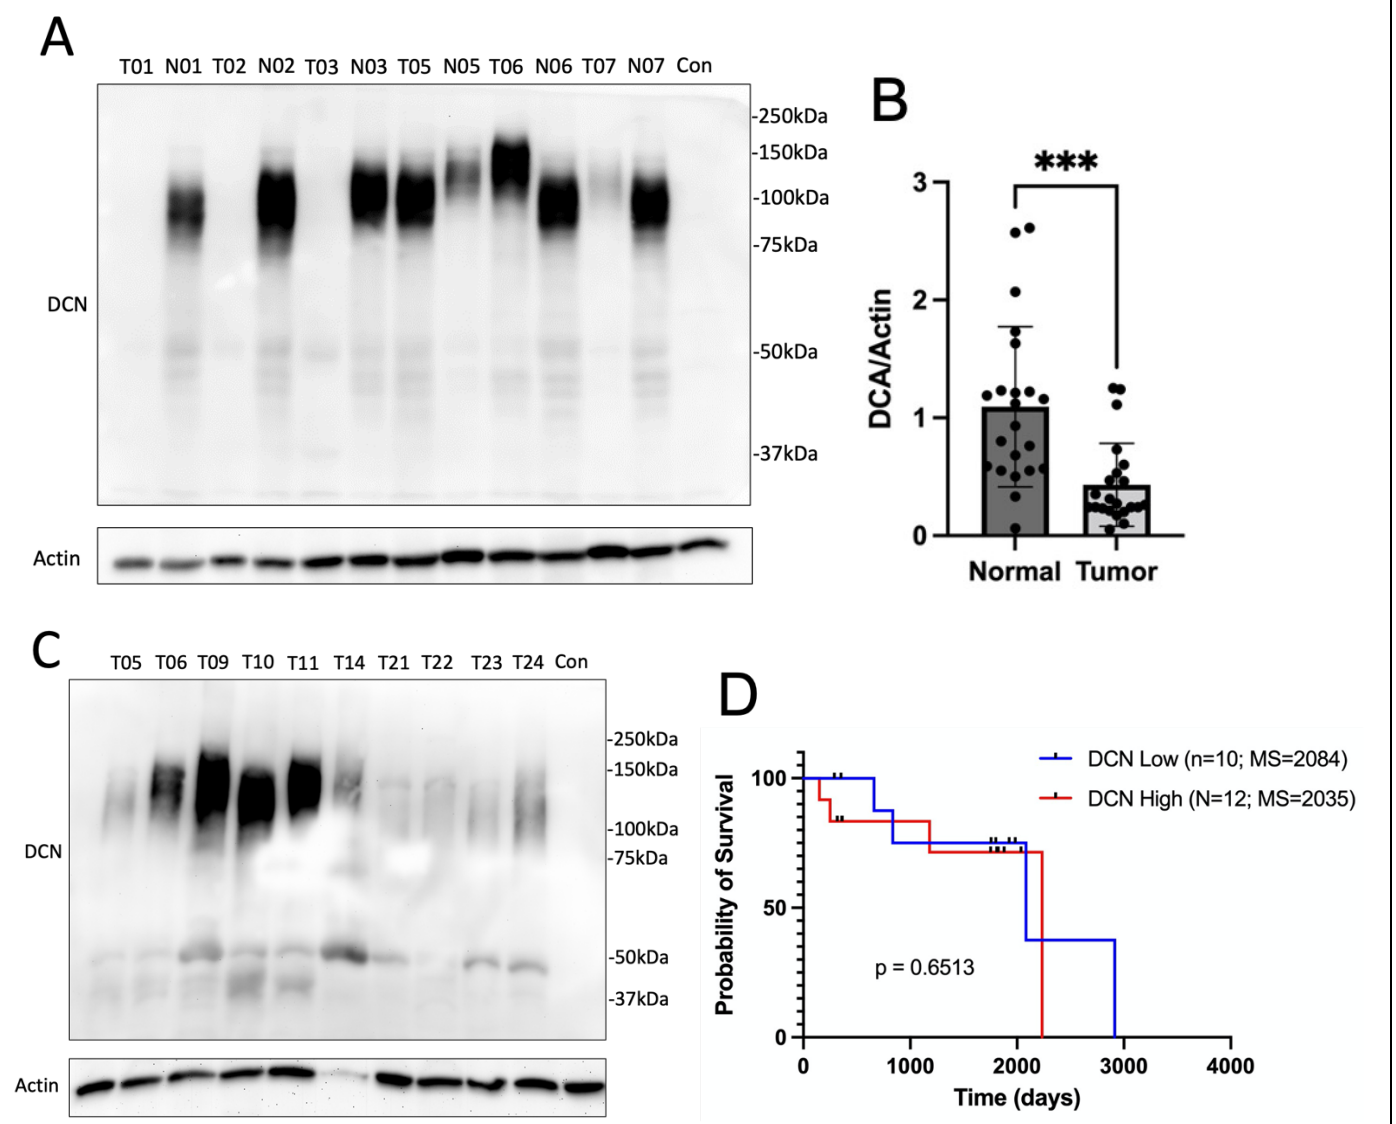 A
T01 N01 T02 N02 T03 N03 T05 N05 T06 N06 T07 N07 Con
-250kDa
-150kDa
-100kDa
-75kDa
DCN
-50kDa
-37kDa
Actin
B
***
3
2
1
0
DCA/Actin
Normal Tumor
C
T05 T06 T09 T10 T11 T14 T21 T22 T23 T24 Con
-250kDa
-150kDa
-100kDa
DCN
-75kDa
-50kDa
-37kDa
Actin
D
DCN Low (n=10; MS=2084)
DCN High (N=12; MS=2035)
100
50
0
Probability of Survival
p = 0.6513
0 1000 2000 3000 4000
Time (days)